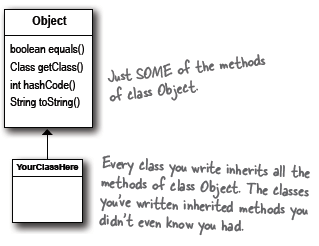 Object
boolean equals()
Class getClass()
int hashCode()
String toString()
Just SOME of the methods
of class Object.
YourClassHere
Every class you write inherits all the
methods of class Object. The classes
you've written inherited methods you
didn't even know you had.